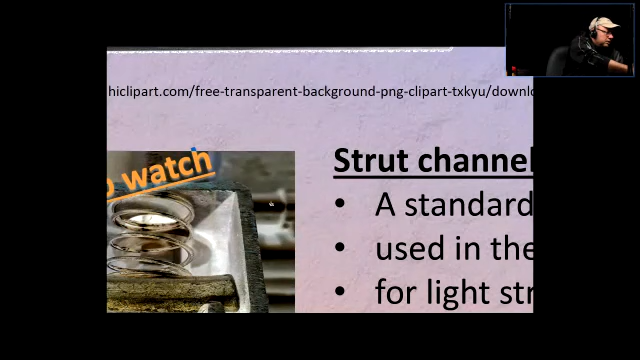 hiclipart.com/free-transparent-background-png-clipart-txkyu/downlo
o watch
Strut channel
• A standard
• used in the
• for light str